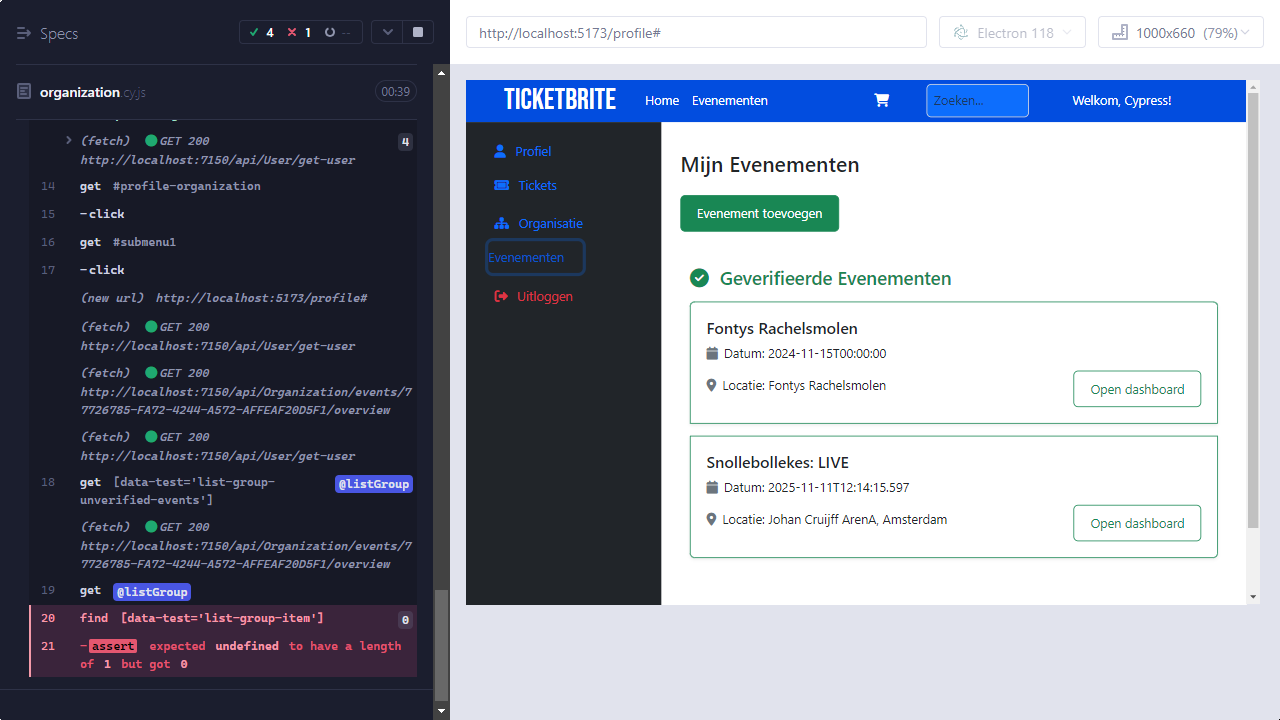 Specs
4
1
--
organization.cy.js
00:39
(fetch) GET 200
http://localhost:7150/api/User/get-user
4
14 get #profile-organization
15 -click
16 get #submenu1
17 -click
(new url) http://localhost:5173/profile#
(fetch) GET 200
http://localhost:7150/api/User/get-user
(fetch) GET 200
http://localhost:7150/api/Organization/events/7
7726785-FA72-4244-A572-AFFEAF20D5F1/overview
(fetch) GET 200
http://localhost:7150/api/User/get-user
18 get [data-test='list-group-
unverified-events']
@listGroup
(fetch) GET 200
http://localhost:7150/api/Organization/events/7
7726785-FA72-4244-A572-AFFEAF20D5F1/overview
19 get @listGroup
20 find [data-test='list-group-item']
0
21 -assert expected undefined to have a length
of 1 but got 0
http://localhost:5173/profile#
Electron 118
1000x660 (79%)
TICKETBRITE
Home
Evenementen
Zoeken...
Welkom, Cypress!
Profiel
Tickets
Organisatie
Evenementen
Uitloggen
Mijn Evenementen
Evenement toevoegen
Geverifieerde Evenementen
Fontys Rachelsmolen
Datum: 2024-11-15T00:00:00
Locatie: Fontys Rachelsmolen
Open dashboard
Snollebollekes: LIVE
Datum: 2025-11-11T12:14:15.597
Locatie: Johan Cruijff ArenA, Amsterdam
Open dashboard